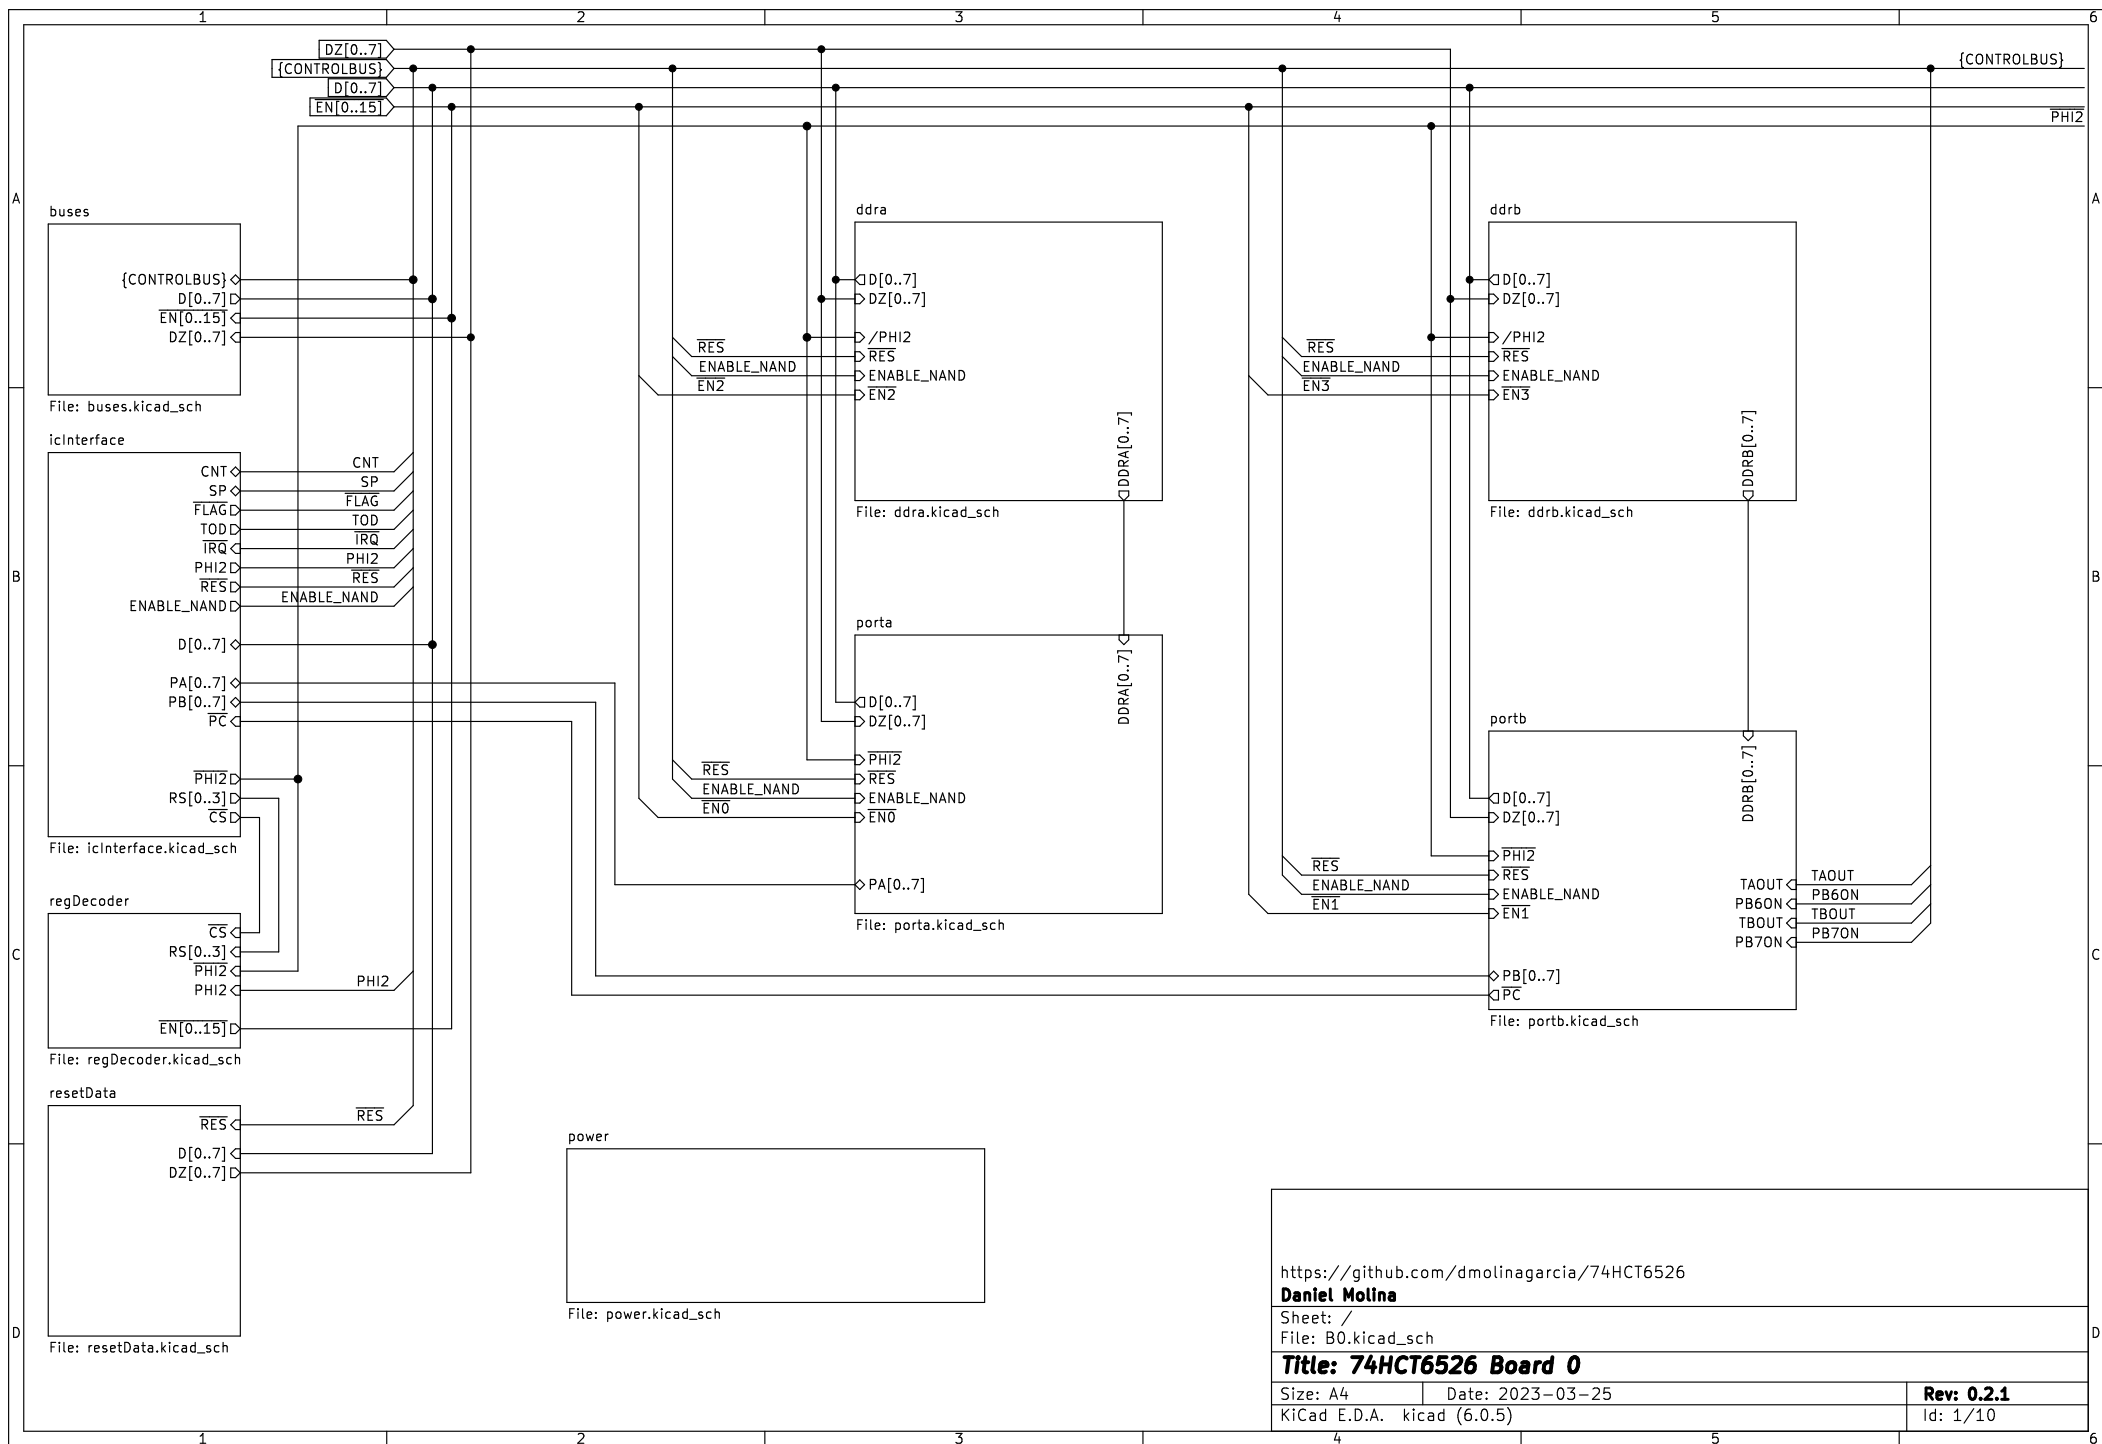 1 2 3 4 5 6
DZ[0..7]
{CONTROLBUS} {CONTROLBUS}
D[0..7]
EN[0..15]
PHI2
A A
buses
{CONTROLBUS}
D[0..7]
EN[0..15]
DZ[0..7]
File: buses.kicad_sch
icInterface
CNT CNT
SP SP
FLAG FLAG
TOD TOD
IRQ IRQ
PHI2 PHI2
RES RES
ENABLE_NAND ENABLE_NAND
D[0..7]
PA[0..7]
PB[0..7]
PC
PHI2
RS[0..3]
CS
File: icInterface.kicad_sch
regDecoder
CS
RS[0..3]
PHI2
PHI2 PHI2
EN[0..15]
File: regDecoder.kicad_sch
resetData
RES RES
D[0..7]
DZ[0..7]
File: resetData.kicad_sch
ddra
D[0..7]
DZ[0..7]
/PHI2
RES RES
ENABLE_NAND ENABLE_NAND
EN2 EN2
DDRA[0..7]
File: ddra.kicad_sch
porta
DDRA[0..7]
D[0..7]
DZ[0..7]
PHI2
RES RES
ENABLE_NAND ENABLE_NAND
EN0 EN0
PA[0..7]
File: porta.kicad_sch
ddrb
D[0..7]
DZ[0..7]
/PHI2
RES RES
ENABLE_NAND ENABLE_NAND
EN3 EN3
DDRB[0..7]
File: ddrb.kicad_sch
portb
DDRB[0..7]
D[0..7]
DZ[0..7]
PHI2
RES RES
ENABLE_NAND ENABLE_NAND
EN1 EN1
TAOUT TAOUT
PB6ON PB6ON
TBOUT TBOUT
PB7ON PB7ON
PB[0..7]
PC
File: portb.kicad_sch
B B
C C
D D
power
File: power.kicad_sch
https://github.com/dmolinagarcia/74HCT6526
Daniel Molina
Sheet: /
File: B0.kicad_sch
Title: 74HCT6526 Board 0
Size: A4 Date: 2023-03-25 Rev: 0.2.1
KiCad E.D.A. kicad (6.0.5) Id: 1/10
1 2 3 4 5 6